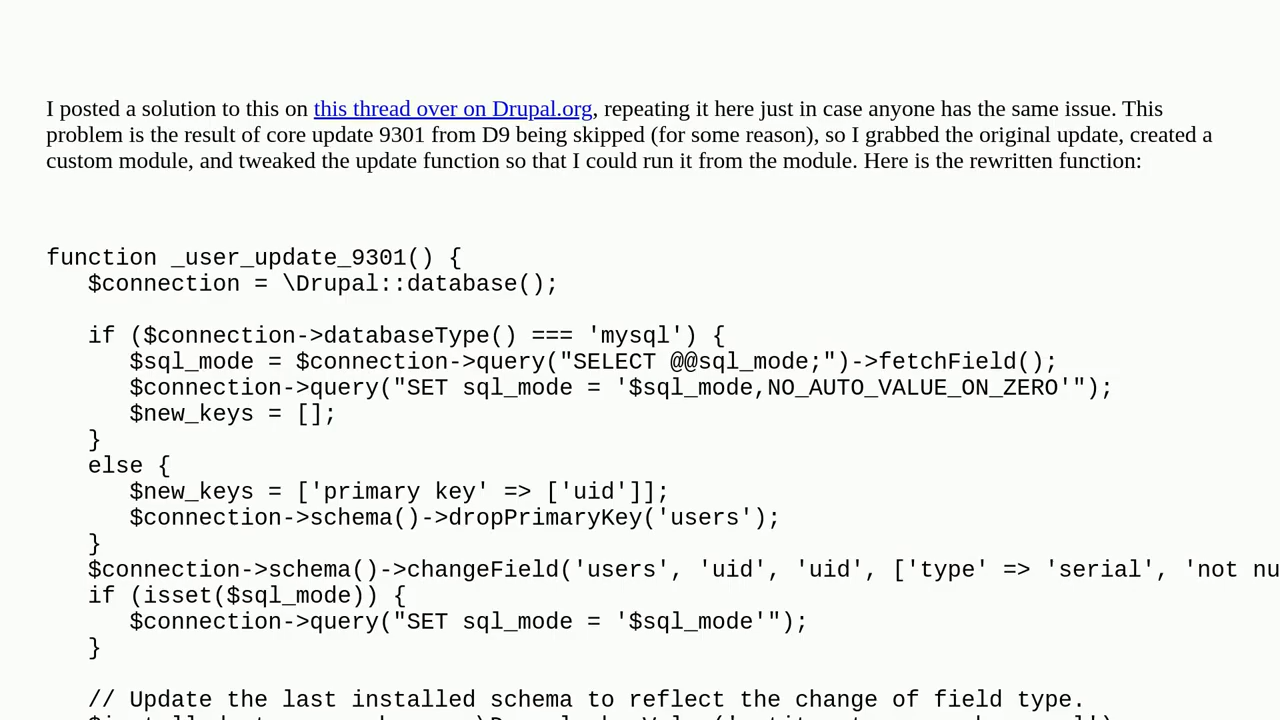 I posted a solution to this on this thread over on Drupal.org, repeating it here just in case anyone has the same issue. This
problem is the result of core update 9301 from D9 being skipped (for some reason), so I grabbed the original update, created a
custom module, and tweaked the update function so that I could run it from the module. Here is the rewritten function:
function _user_update_9301() {
   $connection = \Drupal::database();
   if ($connection->databaseType() === 'mysql') {
      $sql_mode = $connection->query("SELECT @@sql_mode;")->fetchField();
      $connection->query("SET sql_mode = '$sql_mode,NO_AUTO_VALUE_ON_ZERO'");
      $new_keys = [];
   }
   else {
      $new_keys = ['primary key' => ['uid']];
      $connection->schema()->dropPrimaryKey('users');
   }
   $connection->schema()->changeField('users', 'uid', 'uid', ['type' => 'serial', 'not nu
   if (isset($sql_mode)) {
      $connection->query("SET sql_mode = '$sql_mode'");
   }
   // Update the last installed schema to reflect the change of field type.